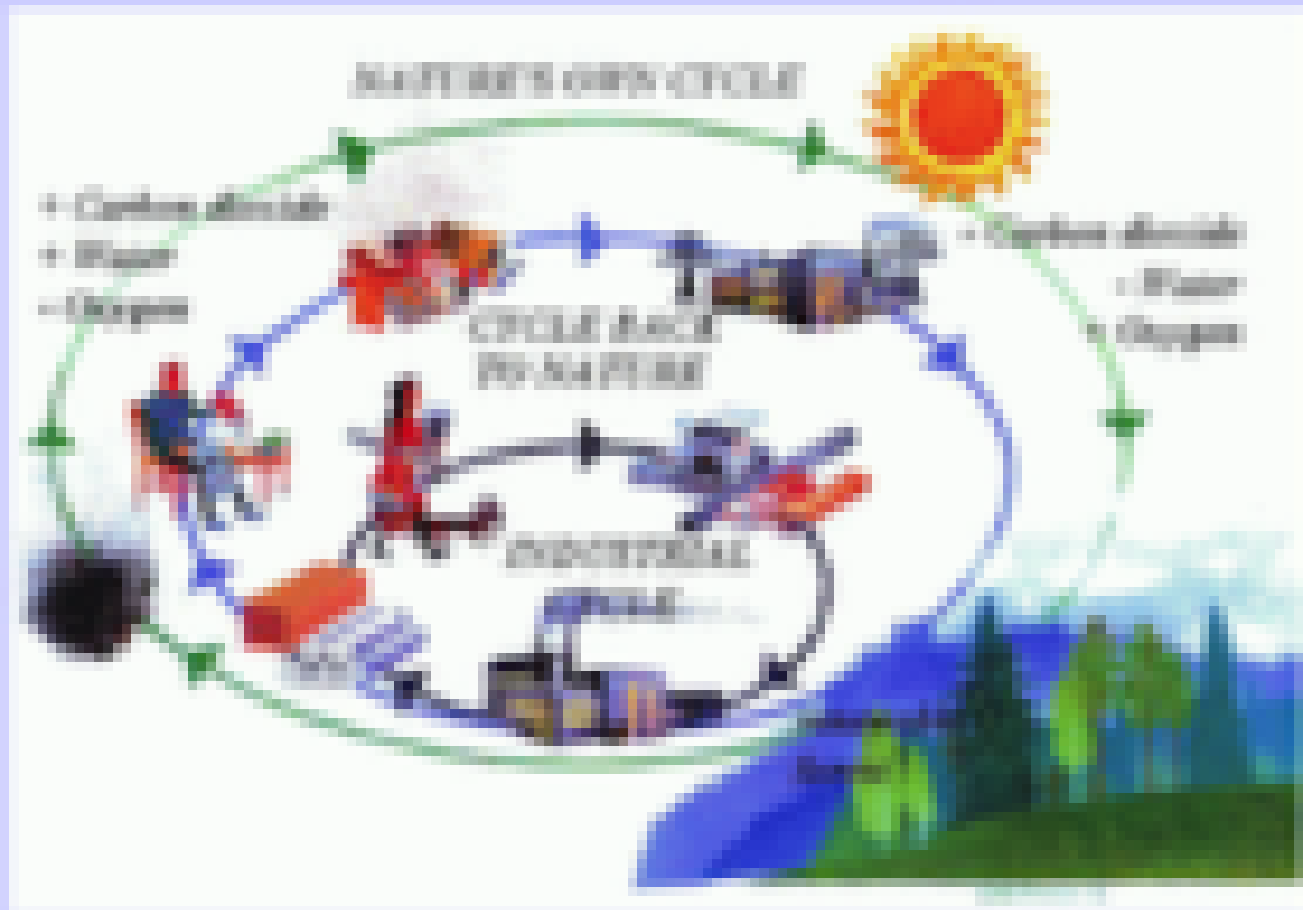 NATURE'S OWN CYCLE
+ Carbon dioxide
+ Water
- Oxygen
- Carbon dioxide
- Water
+ Oxygen
CYCLE BACK
TO NATURE
INDUSTRIAL
CYCLE